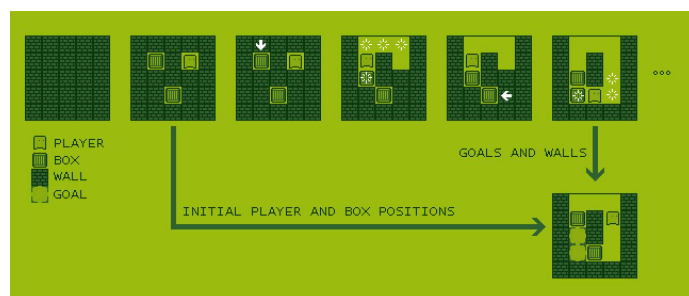 PLAYER
BOX
WALL
GOAL
GOALS AND WALLS
INITIAL PLAYER AND BOX POSITIONS